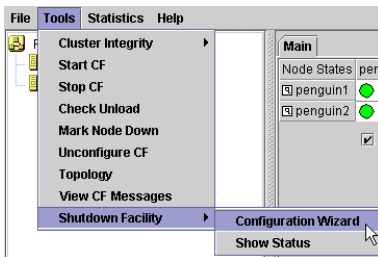 File Tools Statistics Help
Cluster Integrity
Start CF
Stop CF
Check Unload
Mark Node Down
Unconfigure CF
Topology
View CF Messages
Shutdown Facility
Configuration Wizard
Show Status
Main
Node States
penguin1
penguin2